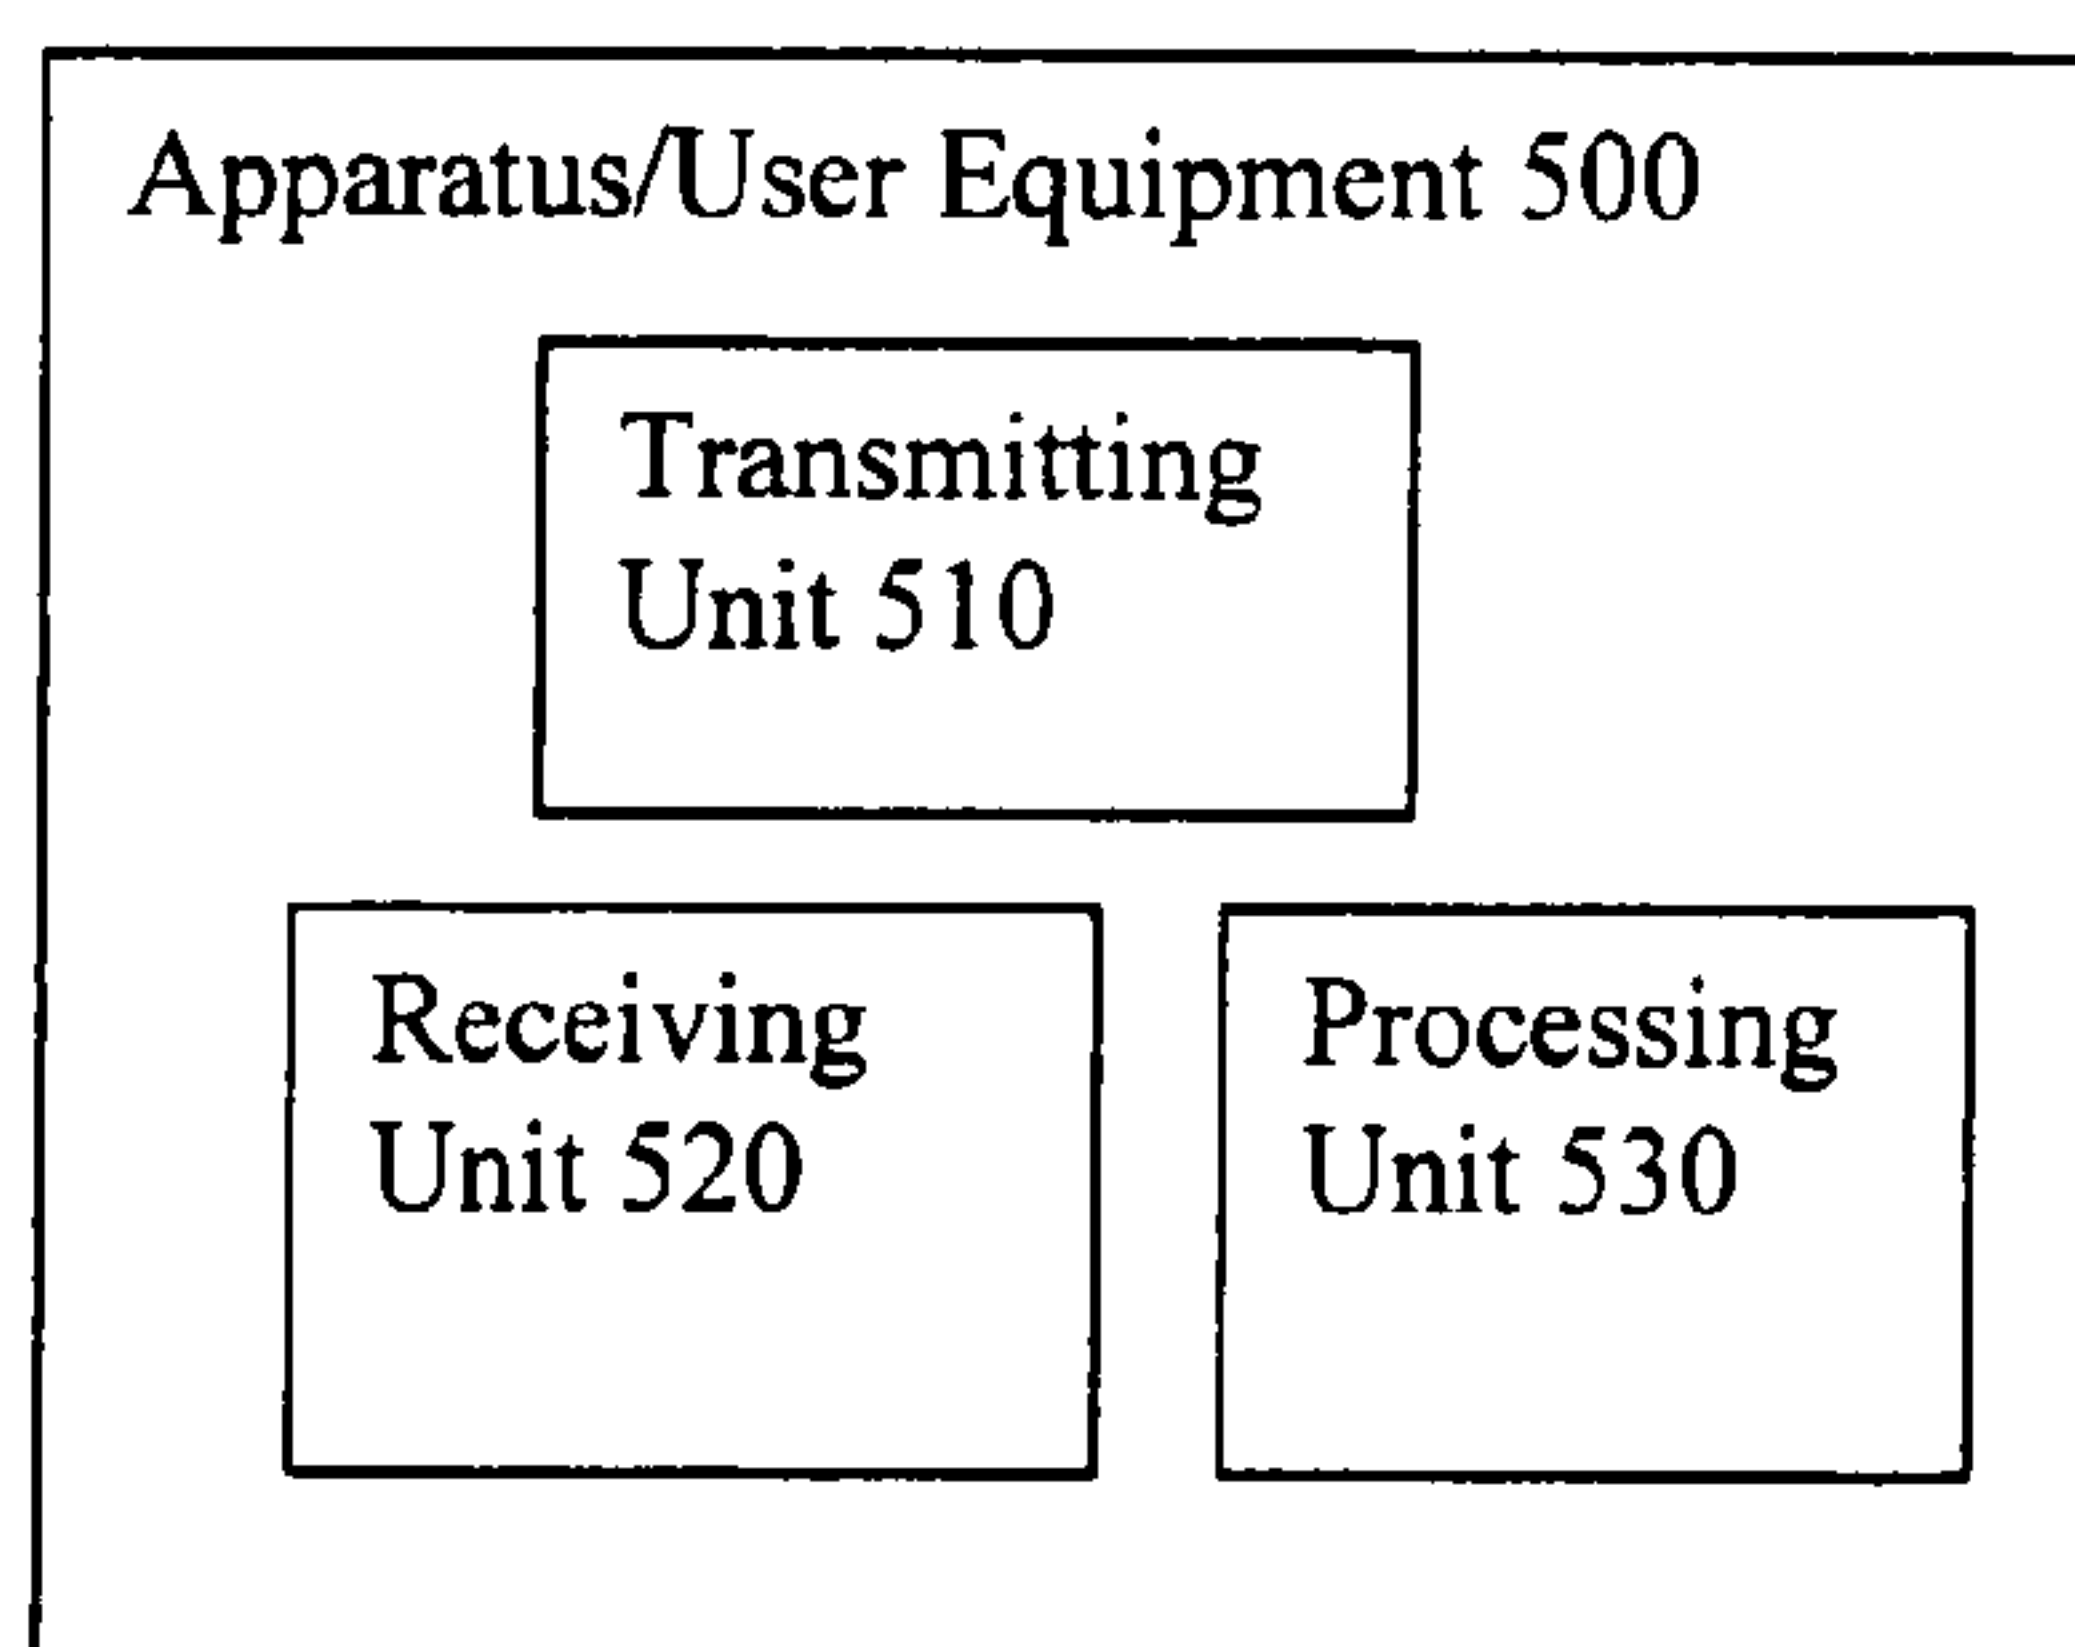 Apparatus/User Equipment 500
Transmitting
Unit 510
Receiving
Unit 520
Processing
Unit 530